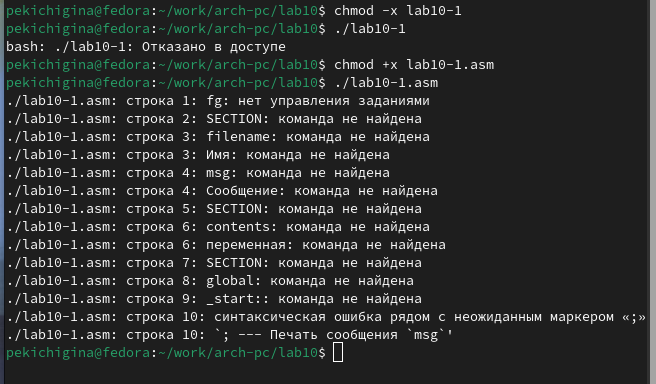 pekichigina@fedora:~/work/arch-pc/lab10$ chmod -x lab10-1
pekichigina@fedora:~/work/arch-pc/lab10$ ./lab10-1
bash: ./lab10-1: Отказано в доступе
pekichigina@fedora:~/work/arch-pc/lab10$ chmod +x lab10-1.asm
pekichigina@fedora:~/work/arch-pc/lab10$ ./lab10-1.asm
./lab10-1.asm: строка 1: fg: нет управления заданиями
./lab10-1.asm: строка 2: SECTION: команда не найдена
./lab10-1.asm: строка 3: filename: команда не найдена
./lab10-1.asm: строка 3: Имя: команда не найдена
./lab10-1.asm: строка 4: msg: команда не найдена
./lab10-1.asm: строка 4: Сообщение: команда не найдена
./lab10-1.asm: строка 5: SECTION: команда не найдена
./lab10-1.asm: строка 6: contents: команда не найдена
./lab10-1.asm: строка 6: переменная: команда не найдена
./lab10-1.asm: строка 7: SECTION: команда не найдена
./lab10-1.asm: строка 8: global: команда не найдена
./lab10-1.asm: строка 9: _start:: команда не найдена
./lab10-1.asm: строка 10: синтаксическая ошибка рядом с неожиданным маркером «;»
./lab10-1.asm: строка 10: `; --- Печать сообщения `msg`'
pekichigina@fedora:~/work/arch-pc/lab10$